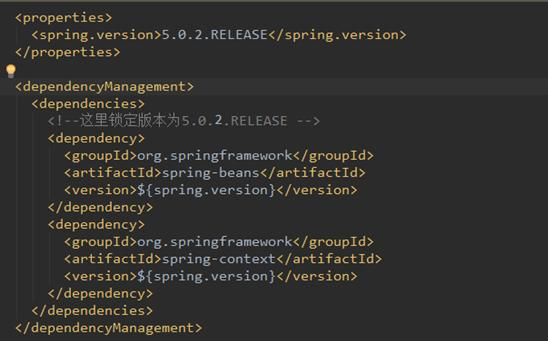 <properties>
<spring.version>5.0.2.RELEASE</spring.version>
</properties>
<dependencyManagement>
<dependencies>
<!--这里锁定版本为5.0.2.RELEASE -->
<dependency>
<groupId>org.springframework</groupId>
<artifactId>spring-beans</artifactId>
<version>${spring.version}</version>
</dependency>
<dependency>
<groupId>org.springframework</groupId>
<artifactId>spring-context</artifactId>
<version>${spring.version}</version>
</dependency>
</dependencies>
</dependencyManagement>